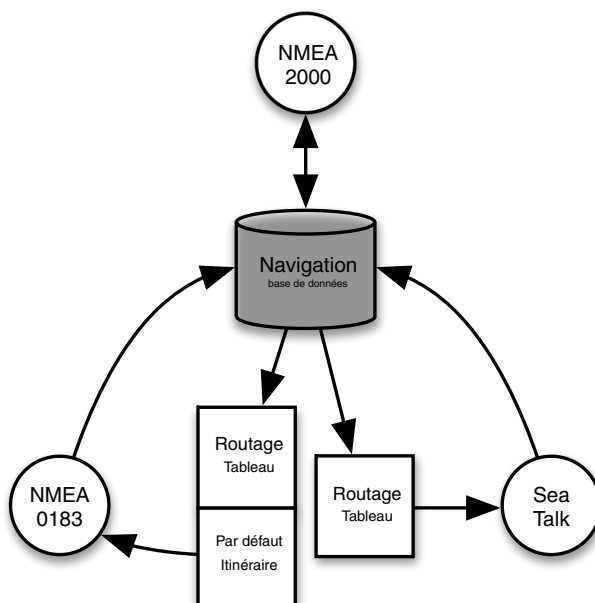 NMEA
2000
Navigation
base de données
Routage
Tableau
Par défaut
Itinéraire
Routage
Tableau
NMEA
0183
Sea
Talk